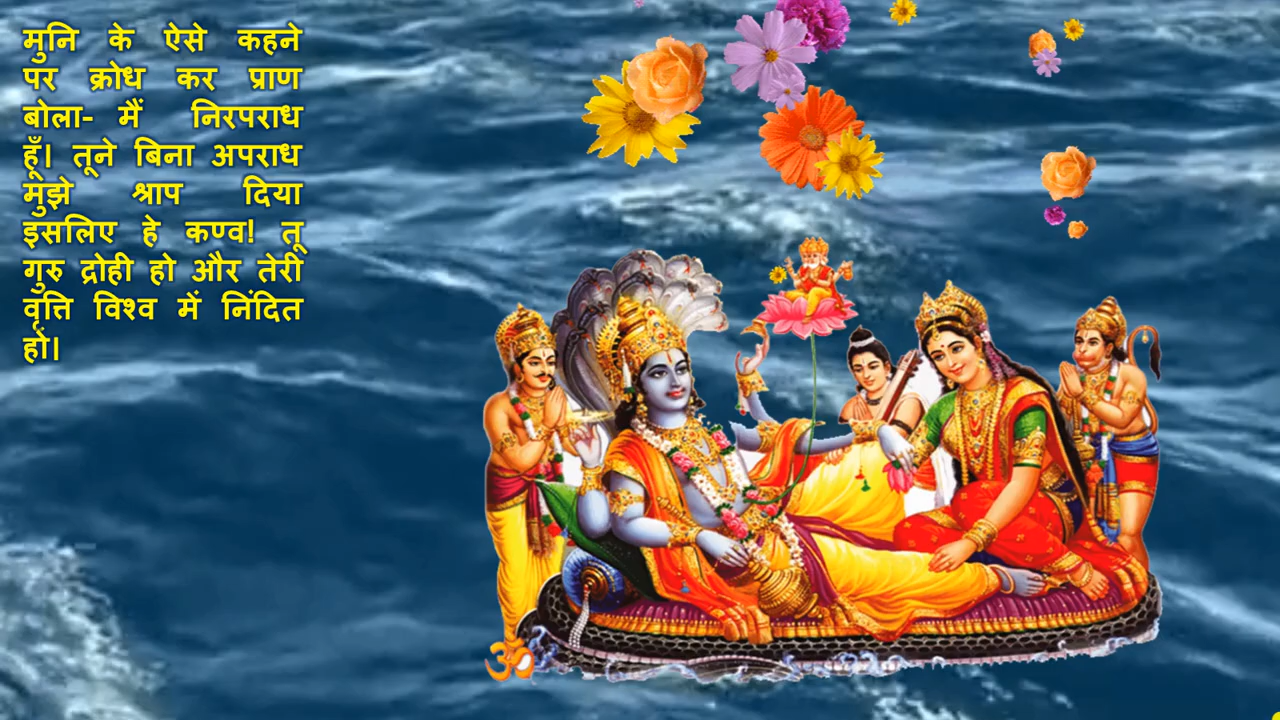 मुनि के ऐसे कहने
पर क्रोध कर प्राण
बोला- मैं निरपराध
हूँ। तूने बिना अपराध
मुझे श्राप दिया
इसलिए हे कण्व! तू
गुरु द्रोही हो और तेरी
वृत्ति विश्व में निंदित
हो।
ॐ